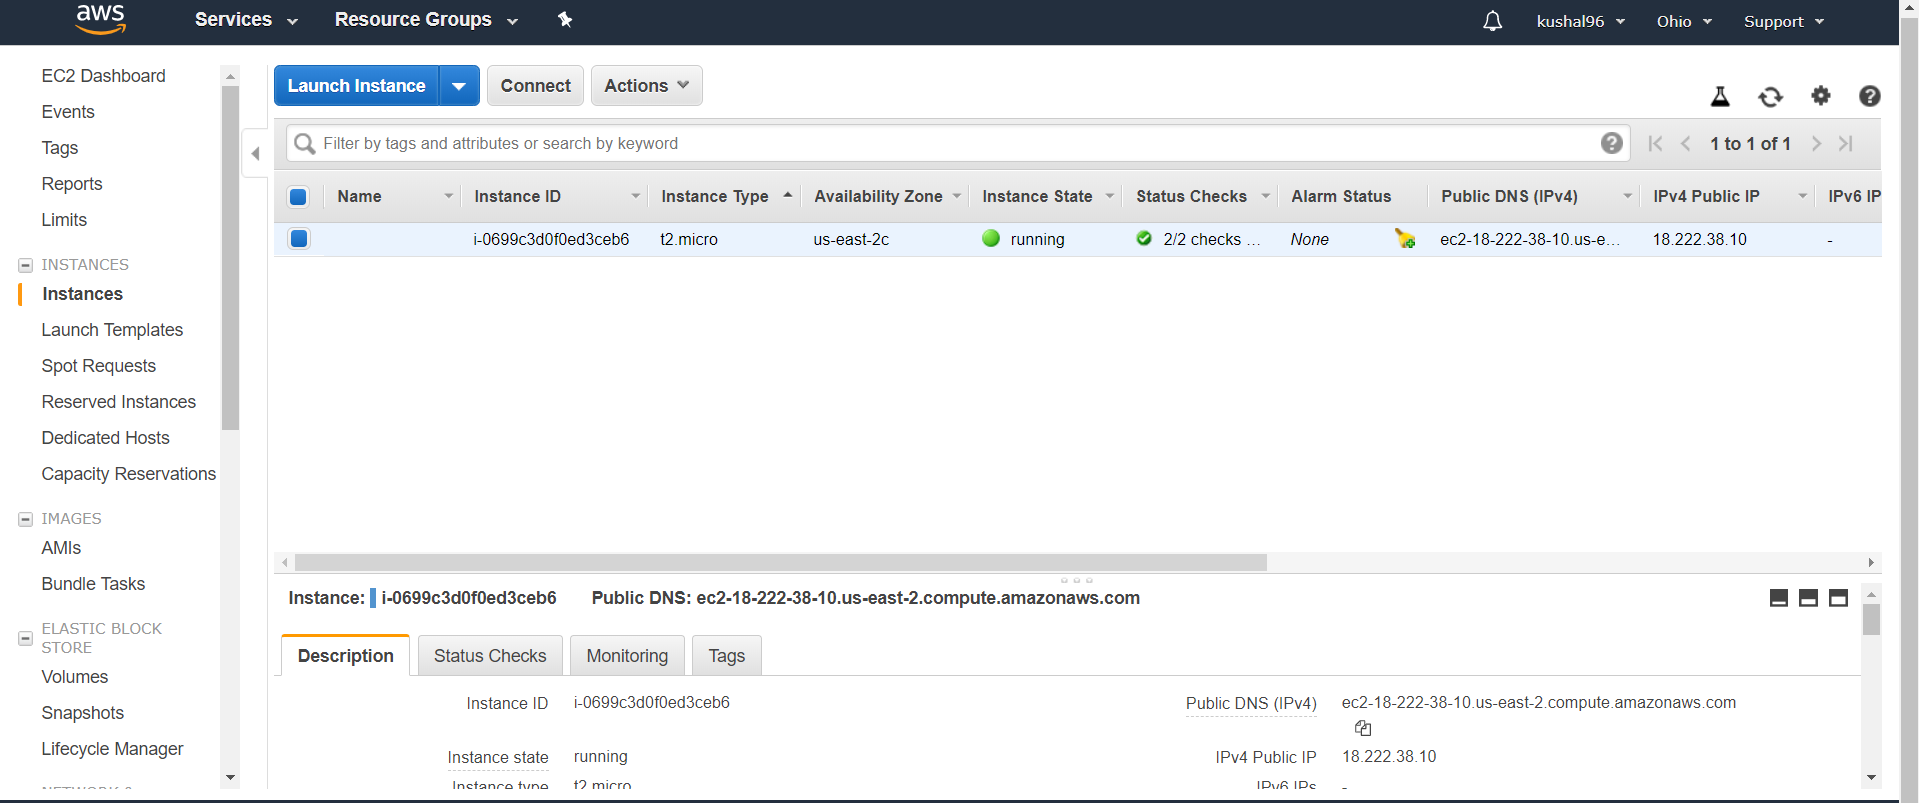 aws Services Resource Groups kushal96 Ohio Support
EC2 Dashboard
Events
Tags
Reports
Limits
INSTANCES
Instances
Launch Templates
Spot Requests
Reserved Instances
Dedicated Hosts
Capacity Reservations
IMAGES
AMIs
Bundle Tasks
ELASTIC BLOCK
STORE
Volumes
Snapshots
Lifecycle Manager
Launch Instance Connect Actions
Filter by tags and attributes or search by keyword 1 to 1 of 1
Name Instance ID Instance Type Availability Zone Instance State Status Checks Alarm Status Public DNS (IPv4) IPv4 Public IP IPv6 IP
i-0699c3d0f0ed3ceb6 t2.micro us-east-2c running 2/2 checks ... None ec2-18-222-38-10.us-e... 18.222.38.10 -
Instance: i-0699c3d0f0ed3ceb6 Public DNS: ec2-18-222-38-10.us-east-2.compute.amazonaws.com
Description Status Checks Monitoring Tags
Instance ID i-0699c3d0f0ed3ceb6 Public DNS (IPv4) ec2-18-222-38-10.us-east-2.compute.amazonaws.com
Instance state running IPv4 Public IP 18.222.38.10
Instance type t2.micro IPv6 IPs -